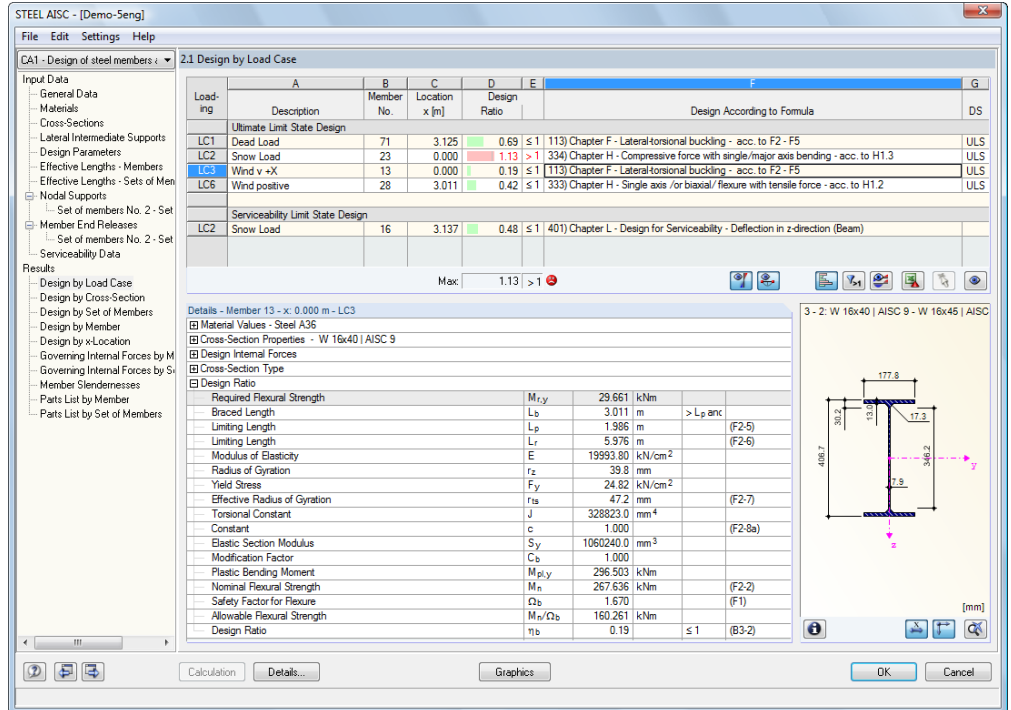 STEEL AISC - [Demo-5eng]
File Edit Settings Help
CA1 - Design of steel members
2.1 Design by Load Case
Input Data
General Data
Materials
Cross-Sections
Lateral Intermediate Supports
Design Parameters
Effective Lengths - Members
Effective Lengths - Sets of Mem
Nodal Supports
Set of members No. 2 - Set
Member End Releases
Set of members No. 2 - Set
Serviceability Data
Results
Design by Load Case
Design by Cross-Section
Design by Set of Members
Design by Member
Design by x-Location
Governing Internal Forces by M
Governing Internal Forces by S
Member Slendernesses
Parts List by Member
Parts List by Set of Members
A B C D E F G
Load-ing Description Member No. Location x [m] Design Ratio Design According to Formula DS
Ultimate Limit State Design
LC1 Dead Load 71 3.125 0.69 ≤ 1 113) Chapter F - Lateral-torsional buckling - acc. to F2 - F5 ULS
LC2 Snow Load 23 0.000 1.13 > 1 334) Chapter H - Compressive force with single/major axis bending - acc. to H1.3 ULS
LC3 Wind v +X 13 0.000 0.19 ≤ 1 113) Chapter F - Lateral-torsional buckling - acc. to F2 - F5 ULS
LC6 Wind positive 28 3.011 0.42 ≤ 1 333) Chapter H - Single axis /or biaxial/ flexure with tensile force - acc. to H1.2 ULS
Serviceability Limit State Design
LC2 Snow Load 16 3.137 0.48 ≤ 1 401) Chapter L - Design for Serviceability - Deflection in z-direction (Beam)
Max: 1.13 > 1
Details - Member 13 - x: 0.000 m - LC3
Material Values - Steel A36
Cross-Section Properties - W 16x40 | AISC 9
Design Internal Forces
Cross-Section Type
Design Ratio
Required Flexural Strength Mr,y 29.661 kNm
Braced Length Lb 3.011 m > Lp anc
Limiting Length Lp 1.986 m (F2-5)
Limiting Length Lr 5.976 m (F2-6)
Modulus of Elasticity E 19993.80 kN/cm2
Radius of Gyration rz 39.8 mm
Yield Stress Fy 24.82 kN/cm2
Effective Radius of Gyration rts 47.2 mm (F2-7)
Torsional Constant J 328823.0 mm4
Constant c 1.000 (F2-8a)
Elastic Section Modulus Sy 1060240.0 mm3
Modification Factor Cb 1.000
Plastic Bending Moment Mpl,y 296.503 kNm
Nominal Flexural Strength Mn 267.636 kNm (F2-2)
Safety Factor for Flexure Ωb 1.670 (F1)
Allowable Flexural Strength Mn/Ωb 160.261 kNm
Design Ratio ηb 0.19 ≤ 1 (B3-2)
3 - 2: W 16x40 | AISC 9 - W 16x45 | AISC
177.8
30.2
13.0
17.3
406.7
346.2
7.9
y
z
[mm]
Calculation Details... Graphics OK Cancel